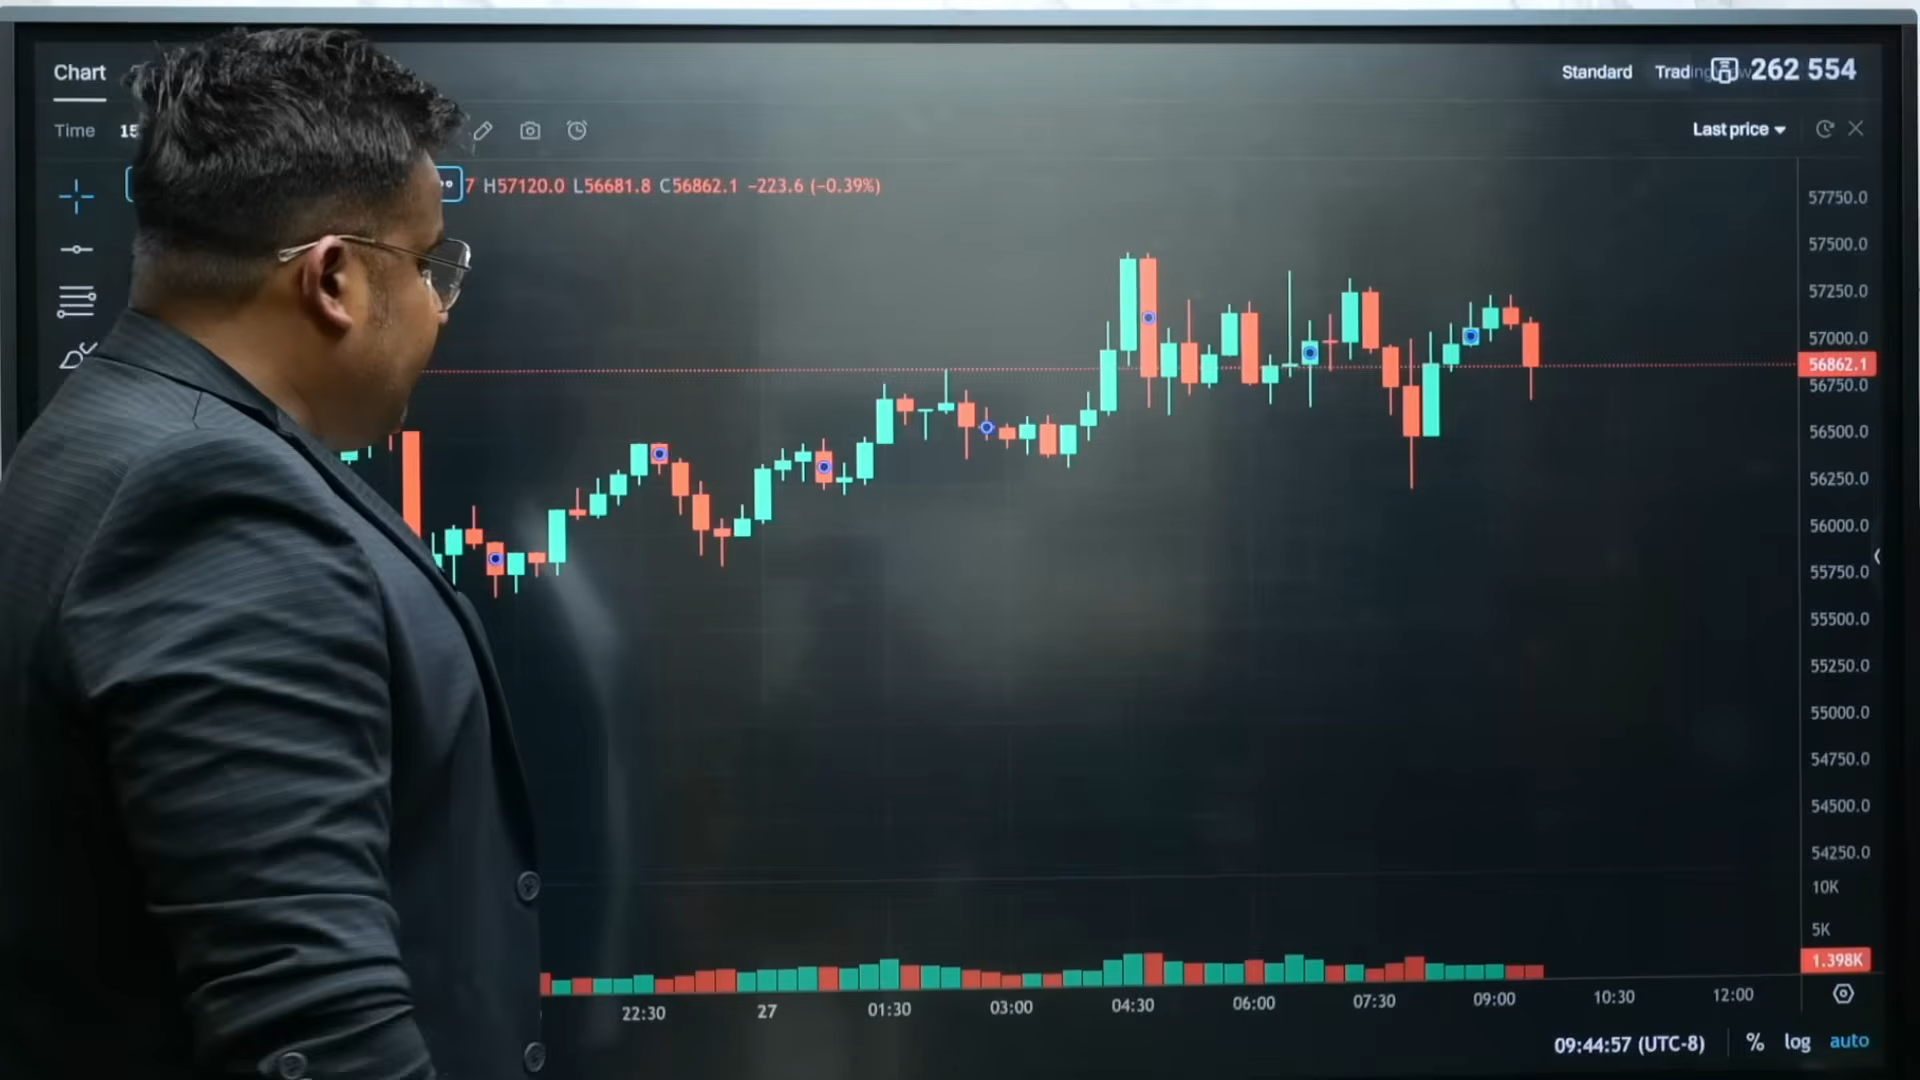 Chart
Standard Trading 262 554
Time 15
Last price
7 H57120.0 L56681.8 C56862.1 −223.6 (−0.39%)
57750.0
57500.0
57250.0
57000.0
56862.1
56750.0
56500.0
56250.0
56000.0
55750.0
55500.0
55250.0
55000.0
54750.0
54500.0
54250.0
10K
5K
1.398K
22:30 27 01:30 03:00 04:30 06:00 07:30 09:00 10:30 12:00
09:44:57 (UTC-8) % log auto